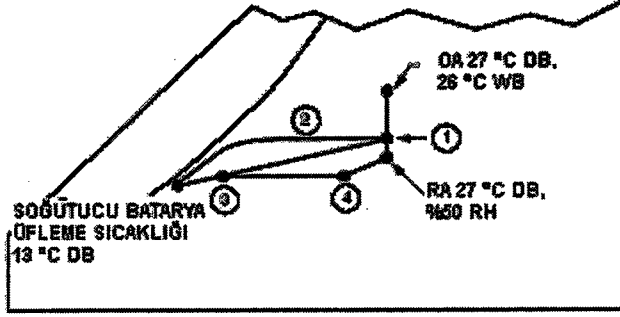 OA 27 °C DB,
26 °C WB
2
1
3
4
RA 27 °C DB,
%50 RH
SOĞUTUCU BATARYA
ÜFLEME SICAKLIĞI
13 °C DB